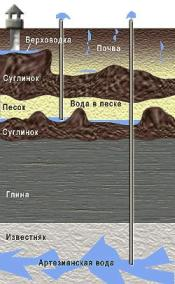 Верховодка
Почва
Суглинок
Песок
Вода в песке
Суглинок
Глина
Известняк
Артезианская вода